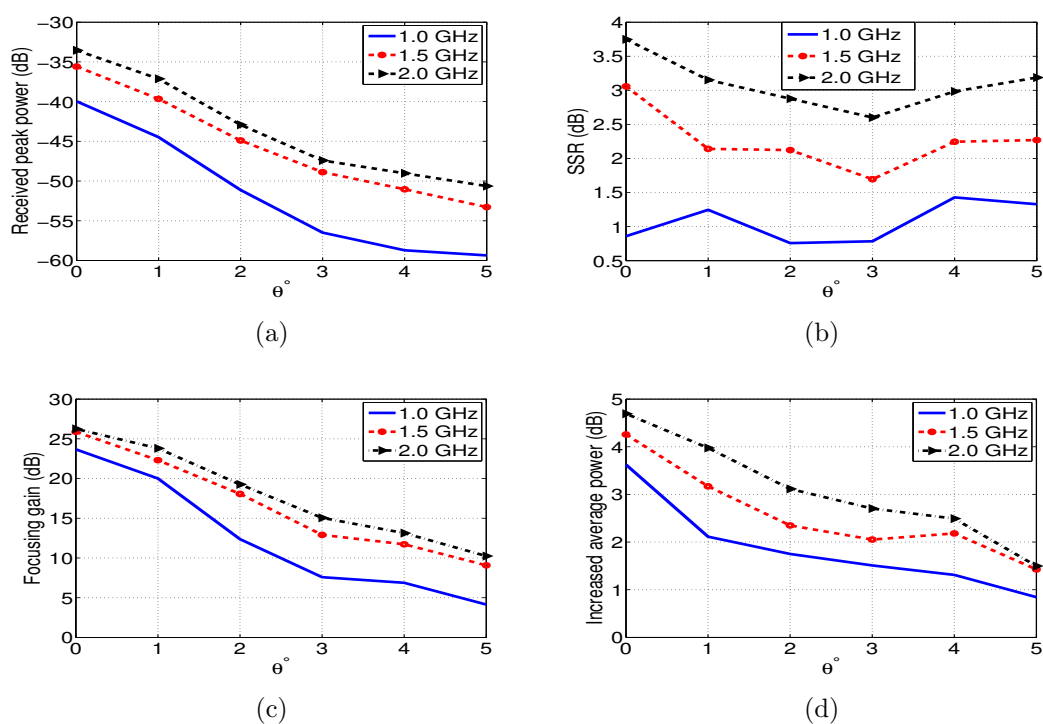 Received peak power (dB)
−30
−35
−40
−45
−50
−55
−60
0 1 2 3 4 5
θ°
1.0 GHz
1.5 GHz
2.0 GHz
(a)
SSR (dB)
4
3.5
3
2.5
2
1.5
1
0.5
0 1 2 3 4 5
θ°
1.0 GHz
1.5 GHz
2.0 GHz
(b)
Focusing gain (dB)
30
25
20
15
10
5
0
0 1 2 3 4 5
θ°
1.0 GHz
1.5 GHz
2.0 GHz
(c)
Increased average power (dB)
5
4
3
2
1
0
0 1 2 3 4 5
θ°
1.0 GHz
1.5 GHz
2.0 GHz
(d)